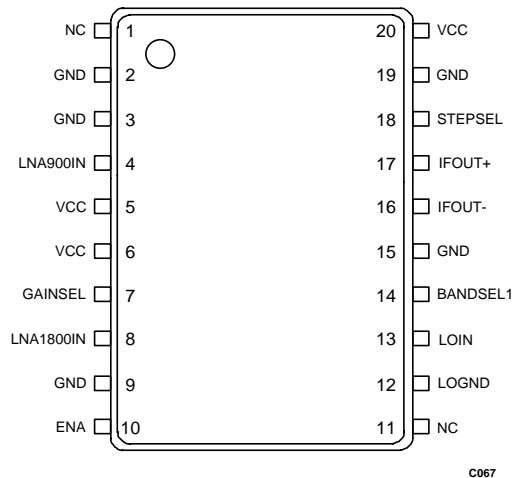 NC 1 20 VCC
GND 2 19 GND
GND 3 18 STEPSEL
LNA900IN 4 17 IFOUT+
VCC 5 16 IFOUT-
VCC 6 15 GND
GAINSEL 7 14 BANDSEL1
LNA1800IN 8 13 LOIN
GND 9 12 LOGND
ENA 10 11 NC
C067